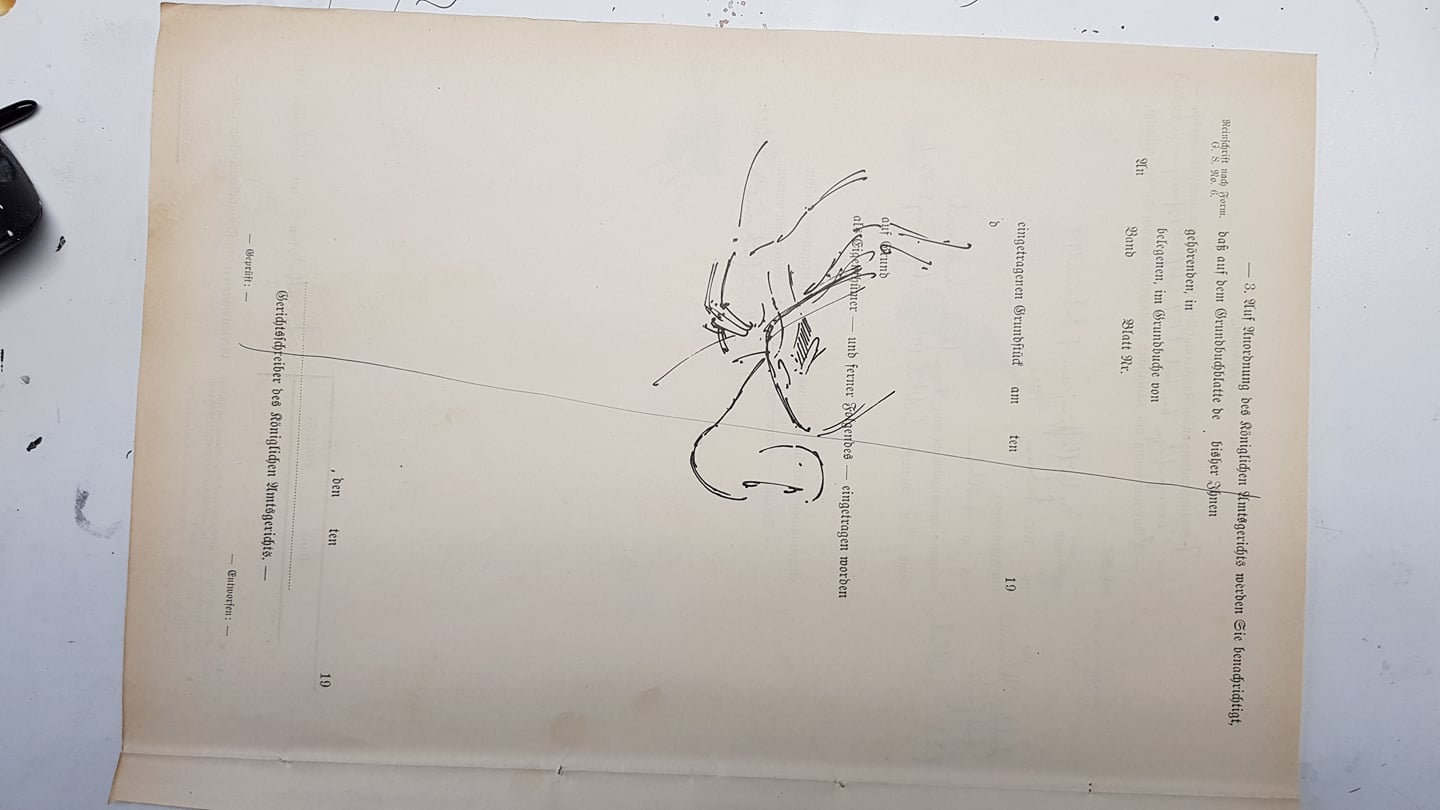 — 3. Auf Anordnung des Königlichen Amtsgerichts werden Sie benachrichtigt,
Reinschrift nach Form.
G. S. No. 6.
daß auf dem Grundbuchblatte de bisher Ihnen
gehörenden, in
belegenen, im Grundbuche von
An
Band Blatt Nr.
eingetragenen Grundstück am ten 19
d
auf Grund
als Eigenthümer — und ferner Folgendes — eingetragen worden
, den ten 19
Gerichtsschreiber des Königlichen Amtsgerichts. —
— Geprüft: — — Entworfen: —